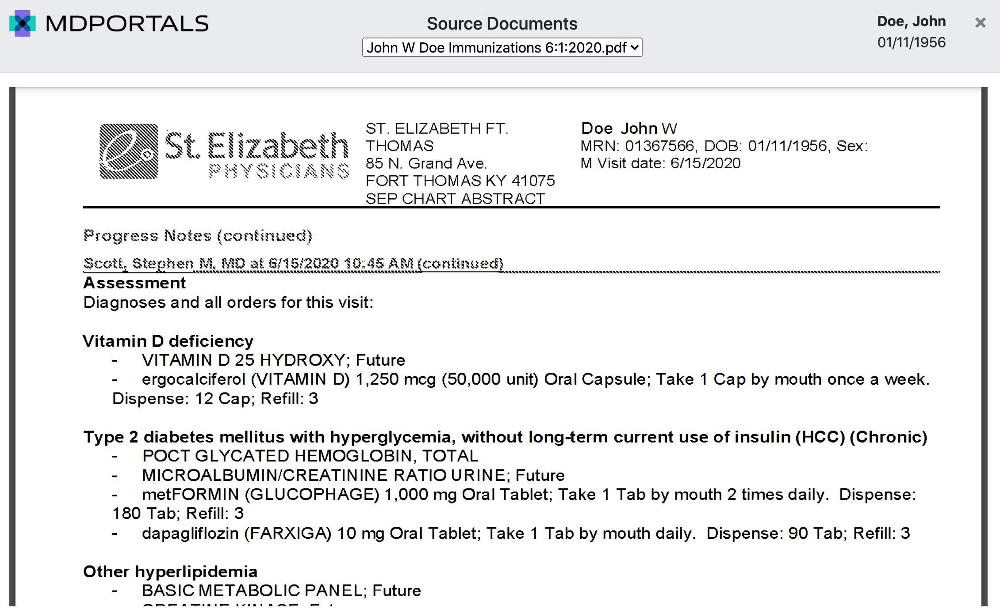 MDPORTALS
Source Documents
John W Doe Immunizations 6:1:2020.pdf
Doe, John
01/11/1956
St. Elizabeth
PHYSICIANS
ST. ELIZABETH FT.
THOMAS
85 N. Grand Ave.
FORT THOMAS KY 41075
SEP CHART ABSTRACT
Doe John W
MRN: 01367566, DOB: 01/11/1956, Sex:
M Visit date: 6/15/2020
Progress Notes (continued)
Scott, Stephen M, MD at 6/15/2020 10:45 AM (continued)
Assessment
Diagnoses and all orders for this visit:
Vitamin D deficiency
- VITAMIN D 25 HYDROXY; Future
- ergocalciferol (VITAMIN D) 1,250 mcg (50,000 unit) Oral Capsule; Take 1 Cap by mouth once a week.
Dispense: 12 Cap; Refill: 3
Type 2 diabetes mellitus with hyperglycemia, without long-term current use of insulin (HCC) (Chronic)
- POCT GLYCATED HEMOGLOBIN, TOTAL
- MICROALBUMIN/CREATININE RATIO URINE; Future
- metFORMIN (GLUCOPHAGE) 1,000 mg Oral Tablet; Take 1 Tab by mouth 2 times daily. Dispense:
180 Tab; Refill: 3
- dapagliflozin (FARXIGA) 10 mg Oral Tablet; Take 1 Tab by mouth daily. Dispense: 90 Tab; Refill: 3
Other hyperlipidemia
- BASIC METABOLIC PANEL; Future